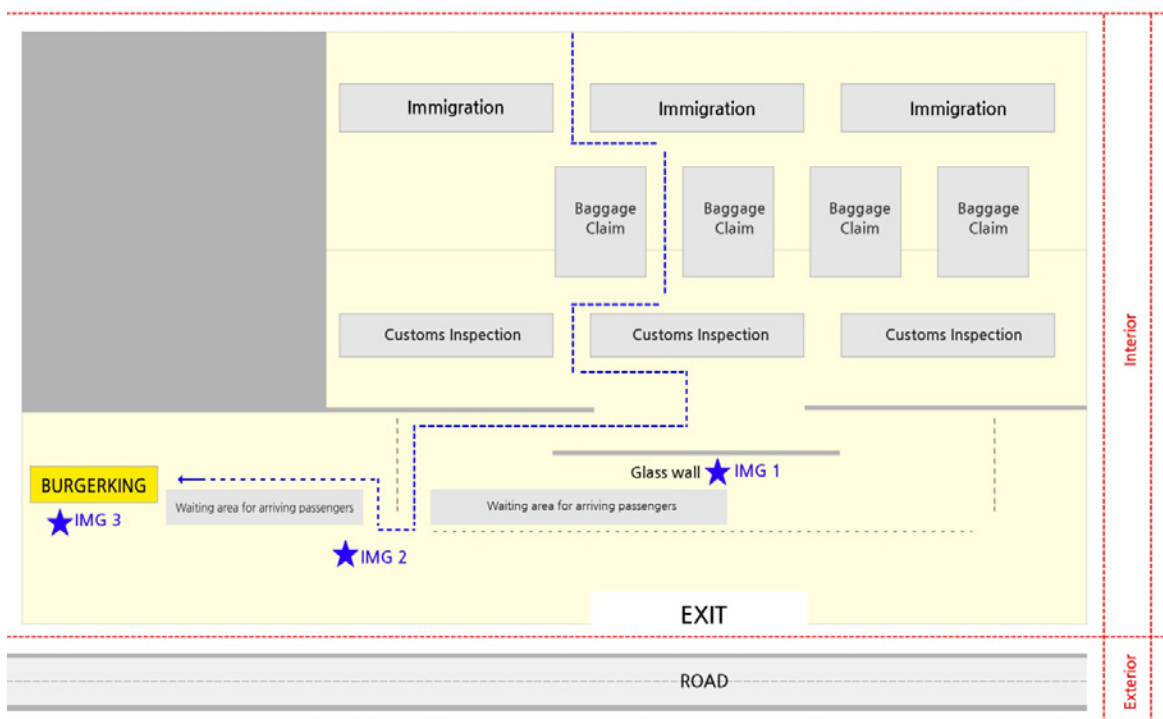 Immigration
Immigration
Immigration
Baggage
Claim
Baggage
Claim
Baggage
Claim
Baggage
Claim
Customs Inspection
Customs Inspection
Customs Inspection
Interior
Glass wall
IMG 1
BURGERKING
IMG 3
Waiting area for arriving passengers
Waiting area for arriving passengers
IMG 2
EXIT
ROAD
Exterior